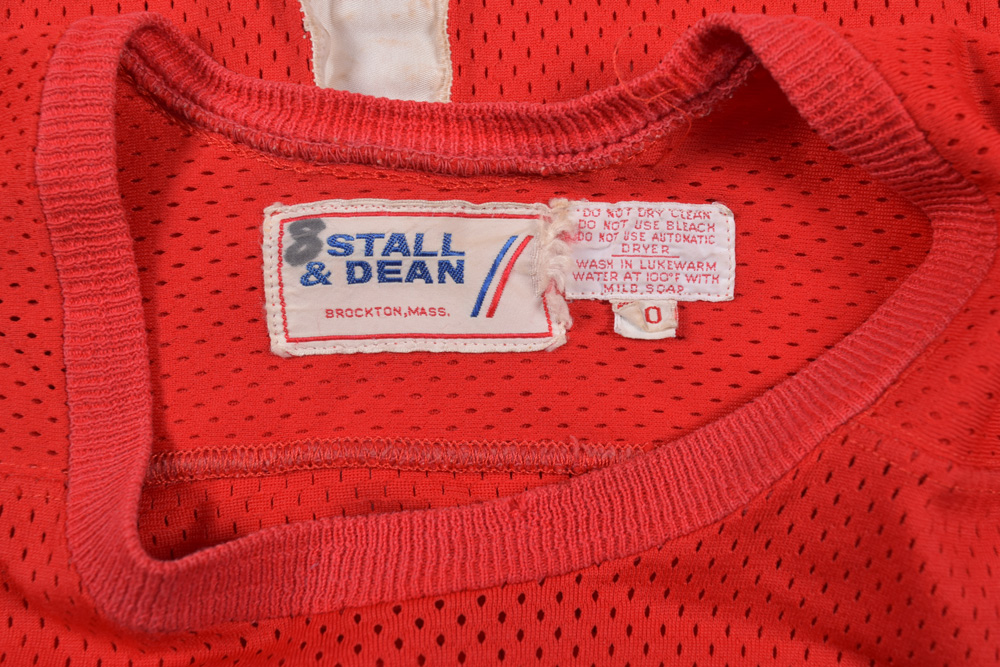 8 STALL
& DEAN
BROCKTON, MASS.
DO NOT DRY CLEAN
DO NOT USE BLEACH
DO NOT USE AUTOMATIC
DRYER
WASH IN LUKEWARM
WATER AT 100°F WITH
MILD SOAP
O